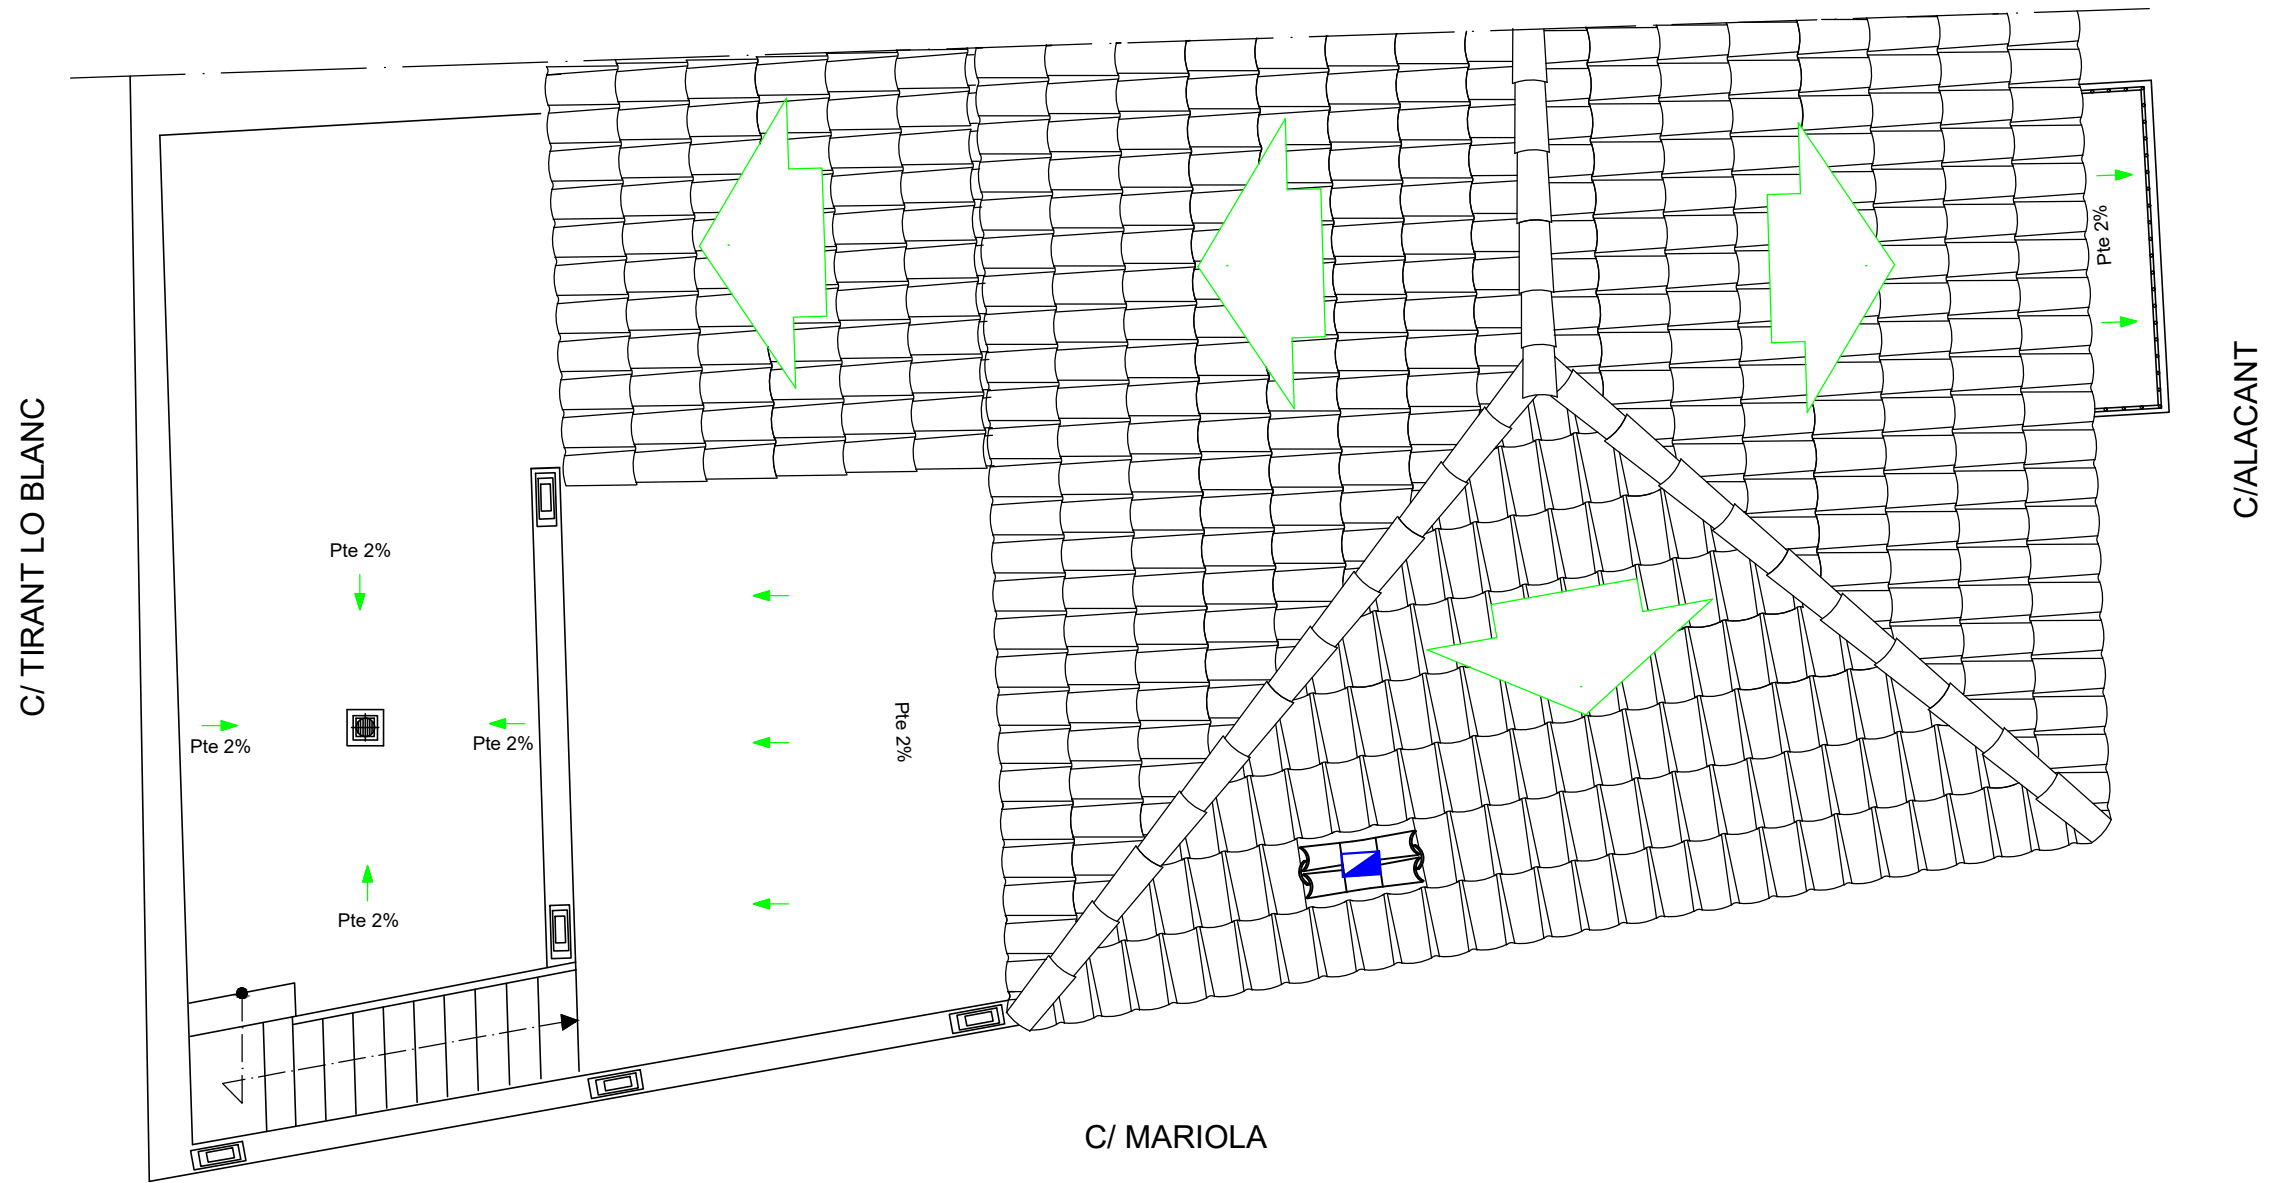 Pte 2%
C/ALACANT
C/ TIRANT LO BLANC
Pte 2%
Pte 2%
Pte 2%
Pte 2%
Pte 2%
C/ MARIOLA